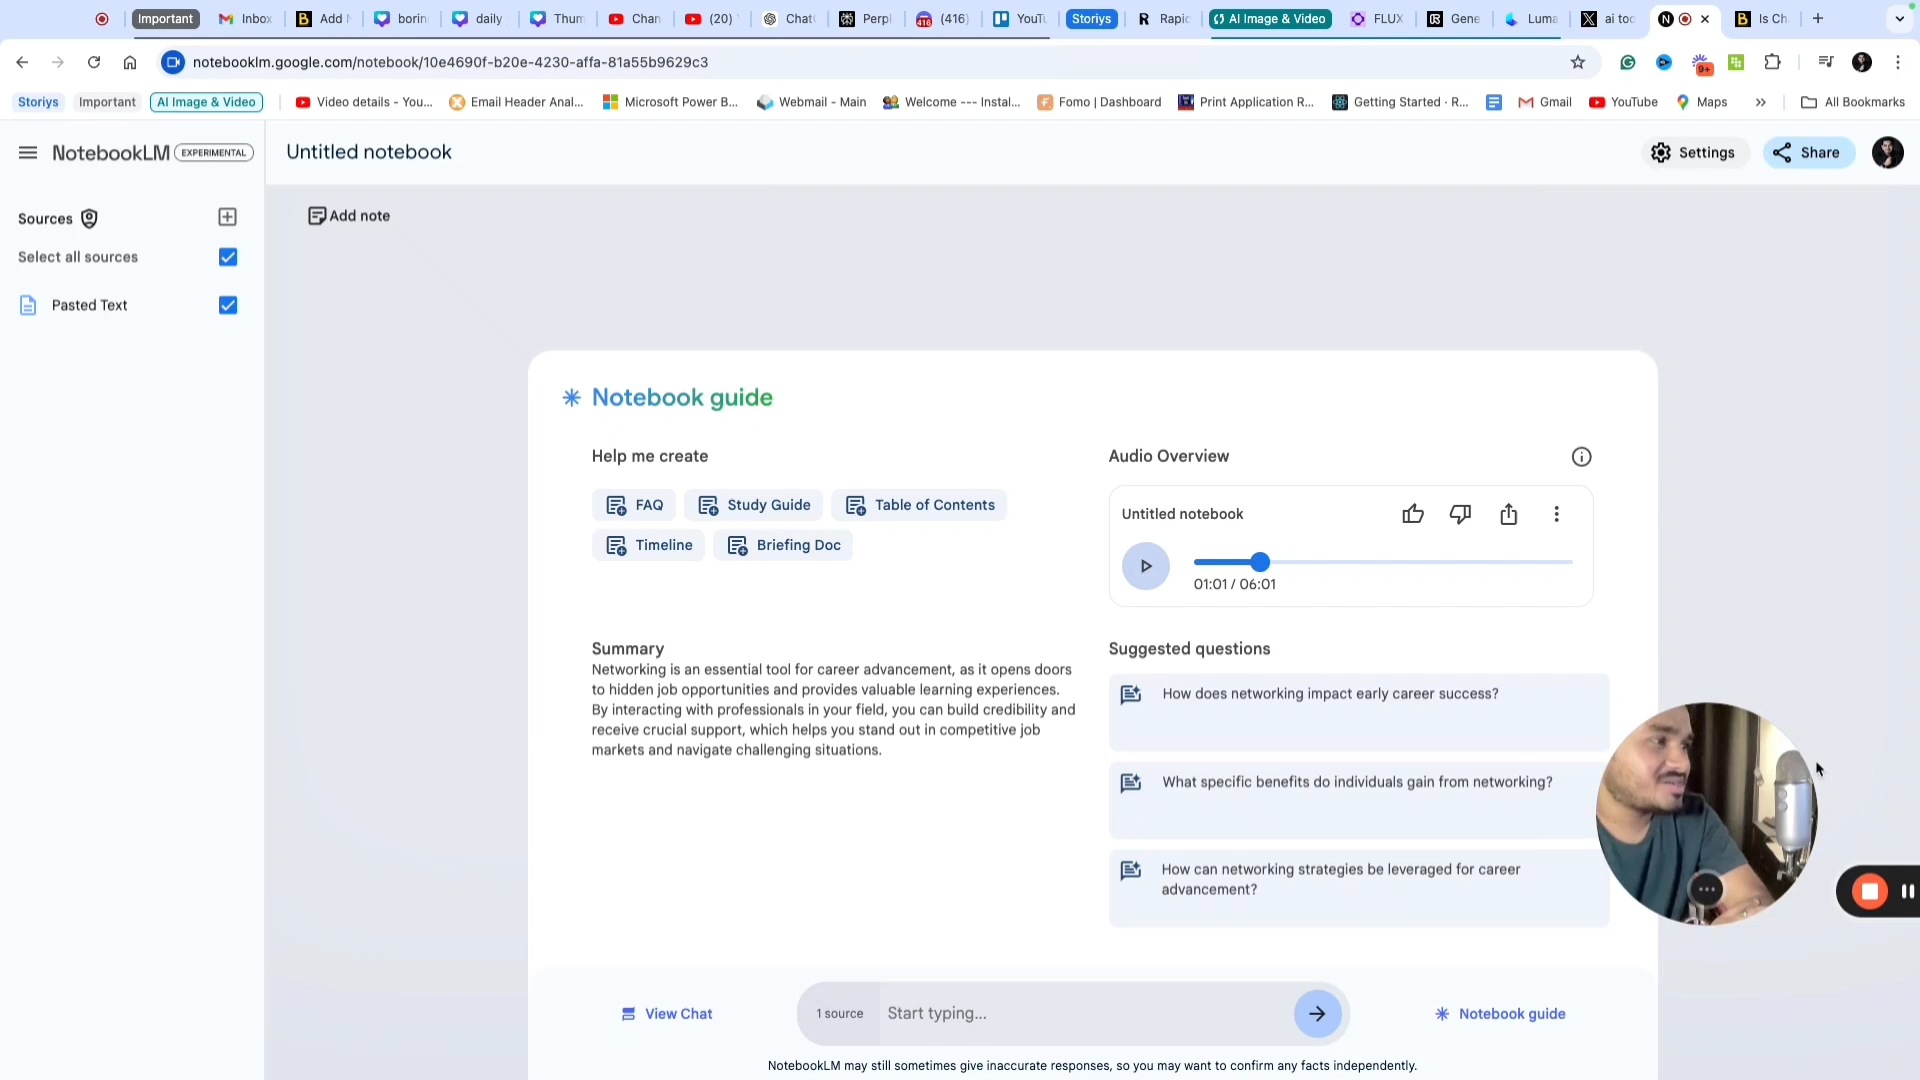 Important
Inbox
Add
borin
daily
Thum
Chan
(20)
Chat
Perpl
416
(416)
YouTu
Storiys
Rapid
AI Image & Video
FLUX
Gene
Luma
ai too
Is Ch
notebooklm.google.com/notebook/10e4690f-b20e-4230-affa-81a55b9629c3
9+
Storiys
Important
AI Image & Video
Video details - You...
Email Header Anal...
Microsoft Power B...
Webmail - Main
Welcome --- Instal...
Fomo | Dashboard
Print Application R...
Getting Started · R...
Gmail
YouTube
Maps
All Bookmarks
NotebookLM EXPERIMENTAL
Untitled notebook
Settings
Share
Sources
Add note
Select all sources
Pasted Text
Notebook guide
Help me create
FAQ
Study Guide
Table of Contents
Timeline
Briefing Doc
Audio Overview
Untitled notebook
01:01 / 06:01
Summary
Networking is an essential tool for career advancement, as it opens doors
to hidden job opportunities and provides valuable learning experiences.
By interacting with professionals in your field, you can build credibility and
receive crucial support, which helps you stand out in competitive job
markets and navigate challenging situations.
Suggested questions
How does networking impact early career success?
What specific benefits do individuals gain from networking?
How can networking strategies be leveraged for career
advancement?
View Chat
1 source
Start typing...
Notebook guide
NotebookLM may still sometimes give inaccurate responses, so you may want to confirm any facts independently.